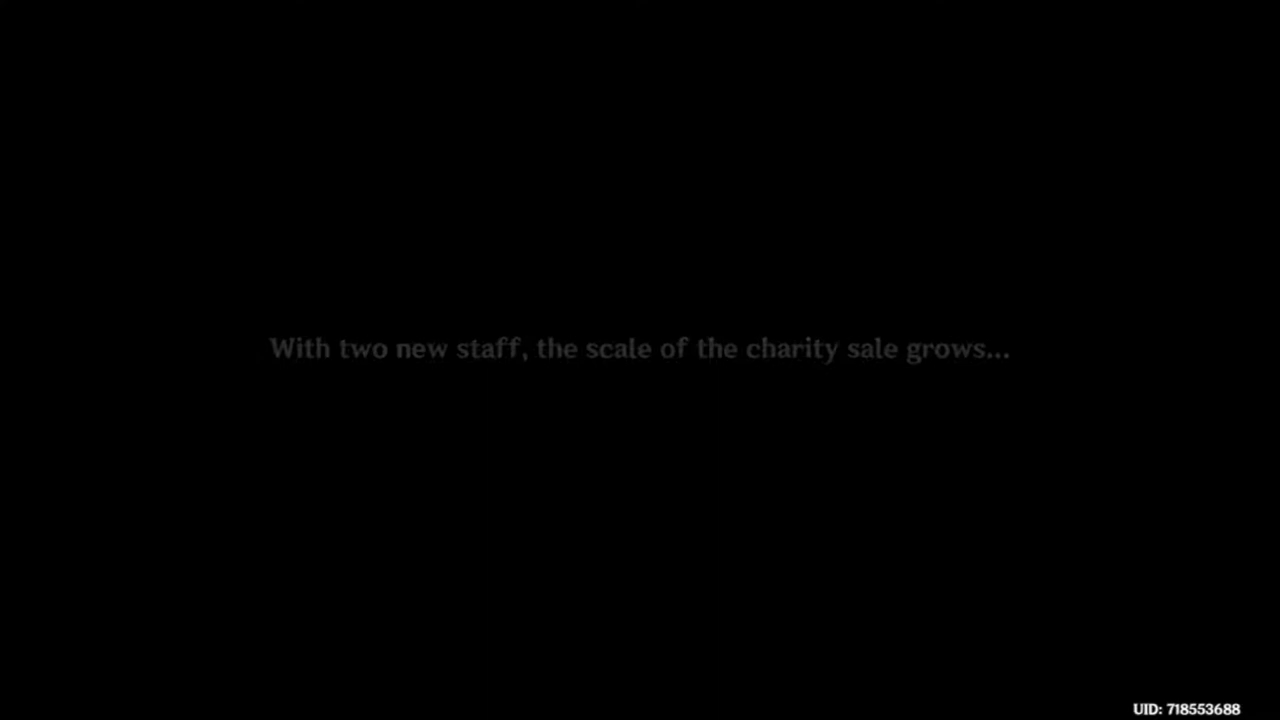 With two new staff, the scale of the charity sale grows...
UID: 718553688